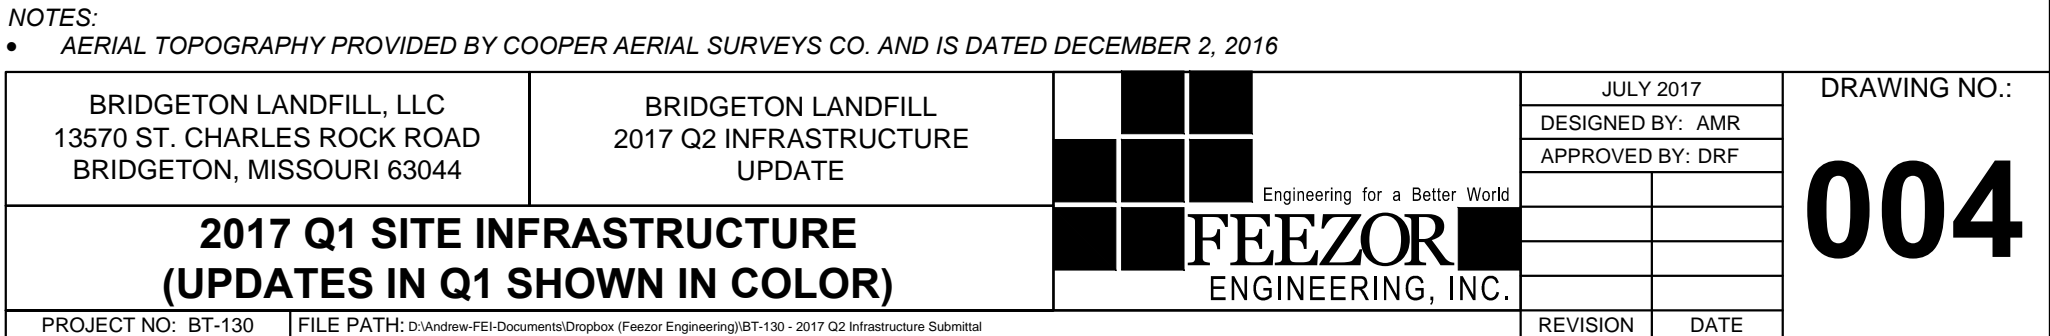 NOTES:
• AERIAL TOPOGRAPHY PROVIDED BY COOPER AERIAL SURVEYS CO. AND IS DATED DECEMBER 2, 2016
BRIDGETON LANDFILL, LLC
13570 ST. CHARLES ROCK ROAD
BRIDGETON, MISSOURI 63044
BRIDGETON LANDFILL
2017 Q2 INFRASTRUCTURE
UPDATE
2017 Q1 SITE INFRASTRUCTURE
(UPDATES IN Q1 SHOWN IN COLOR)
PROJECT NO: BT-130
FILE PATH: D:\Andrew-FEI-Documents\Dropbox (Feezor Engineering)\BT-130 - 2017 Q2 Infrastructure Submittal
Engineering for a Better World
FEEZOR
ENGINEERING, INC.
JULY 2017
DESIGNED BY: AMR
APPROVED BY: DRF
REVISION
DATE
DRAWING NO.:
004